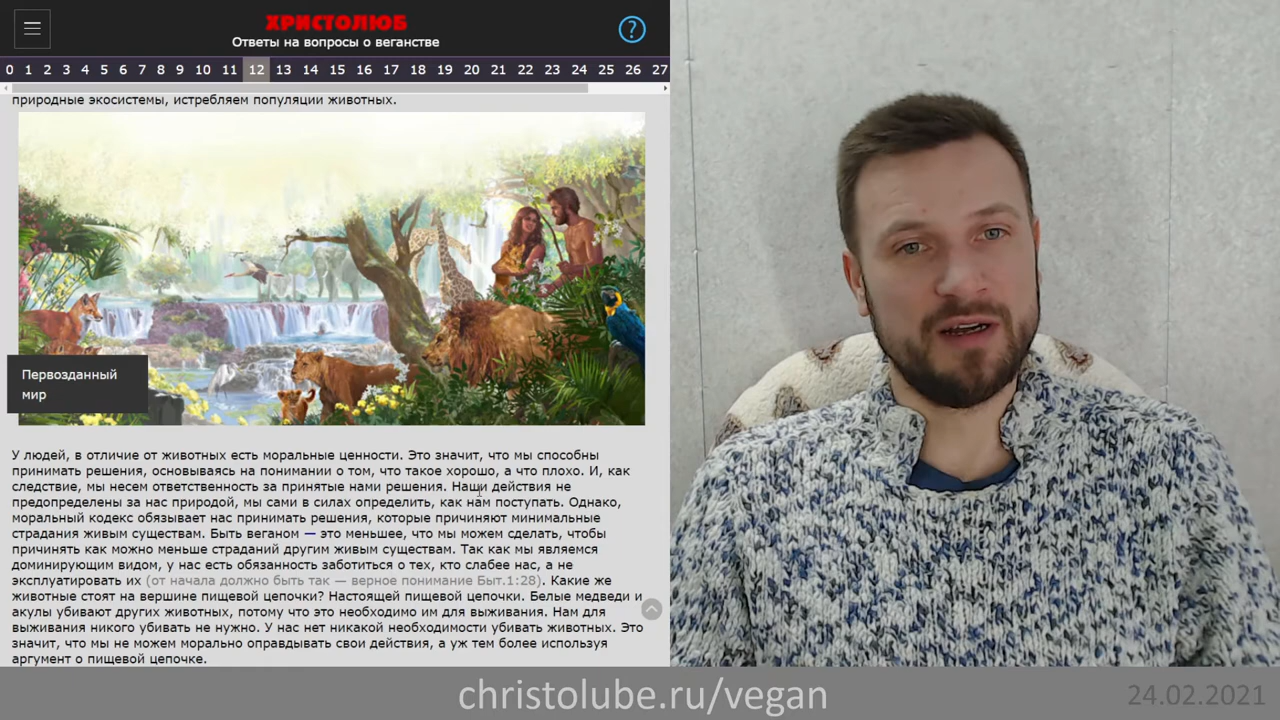 ХРИСТОЛЮБ
Ответы на вопросы о веганстве
?
0 1 2 3 4 5 6 7 8 9 10 11 12 13 14 15 16 17 18 19 20 21 22 23 24 25 26 27
природные экосистемы, истребляем популяции животных.
Первозданный
мир
У людей, в отличие от животных есть моральные ценности. Это значит, что мы способны
принимать решения, основываясь на понимании о том, что такое хорошо, а что плохо. И, как
следствие, мы несем ответственность за принятые нами решения. Наши действия не
предопределены за нас природой, мы сами в силах определить, как нам поступать. Однако,
моральный кодекс обязывает нас принимать решения, которые причиняют минимальные
страдания живым существам. Быть веганом — это меньшее, что мы можем сделать, чтобы
причинять как можно меньше страданий другим живым существам. Так как мы являемся
доминирующим видом, у нас есть обязанность заботиться о тех, кто слабее нас, а не
эксплуатировать их (от начала должно быть так — верное понимание Быт.1:28). Какие же
животные стоят на вершине пищевой цепочки? Настоящей пищевой цепочки. Белые медведи и
акулы убивают других животных, потому что это необходимо им для выживания. Нам для
выживания никого убивать не нужно. У нас нет никакой необходимости убивать животных. Это
значит, что мы не можем морально оправдывать свои действия, а уж тем более используя
аргумент о пищевой цепочке.
christolube.ru/vegan
24.02.2021